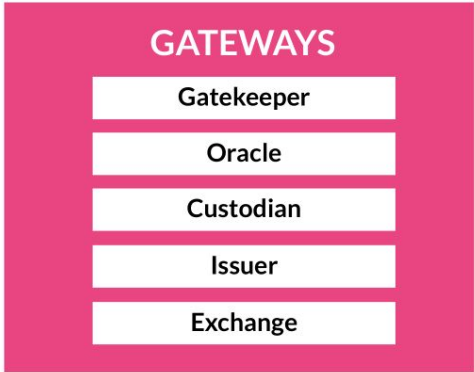 GATEWAYS
Gatekeeper
Oracle
Custodian
Issuer
Exchange